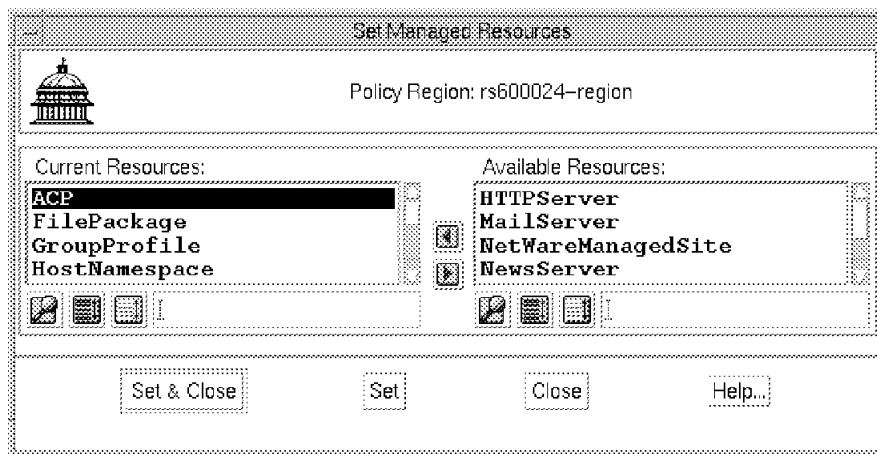 Set Managed Resources
Policy Region: rs600024-region
Current Resources:
ACP
FilePackage
GroupProfile
HostNamespace
Available Resources:
HTTPServer
MailServer
NetWareManagedSite
NewsServer
Set & Close
Set
Close
Help...